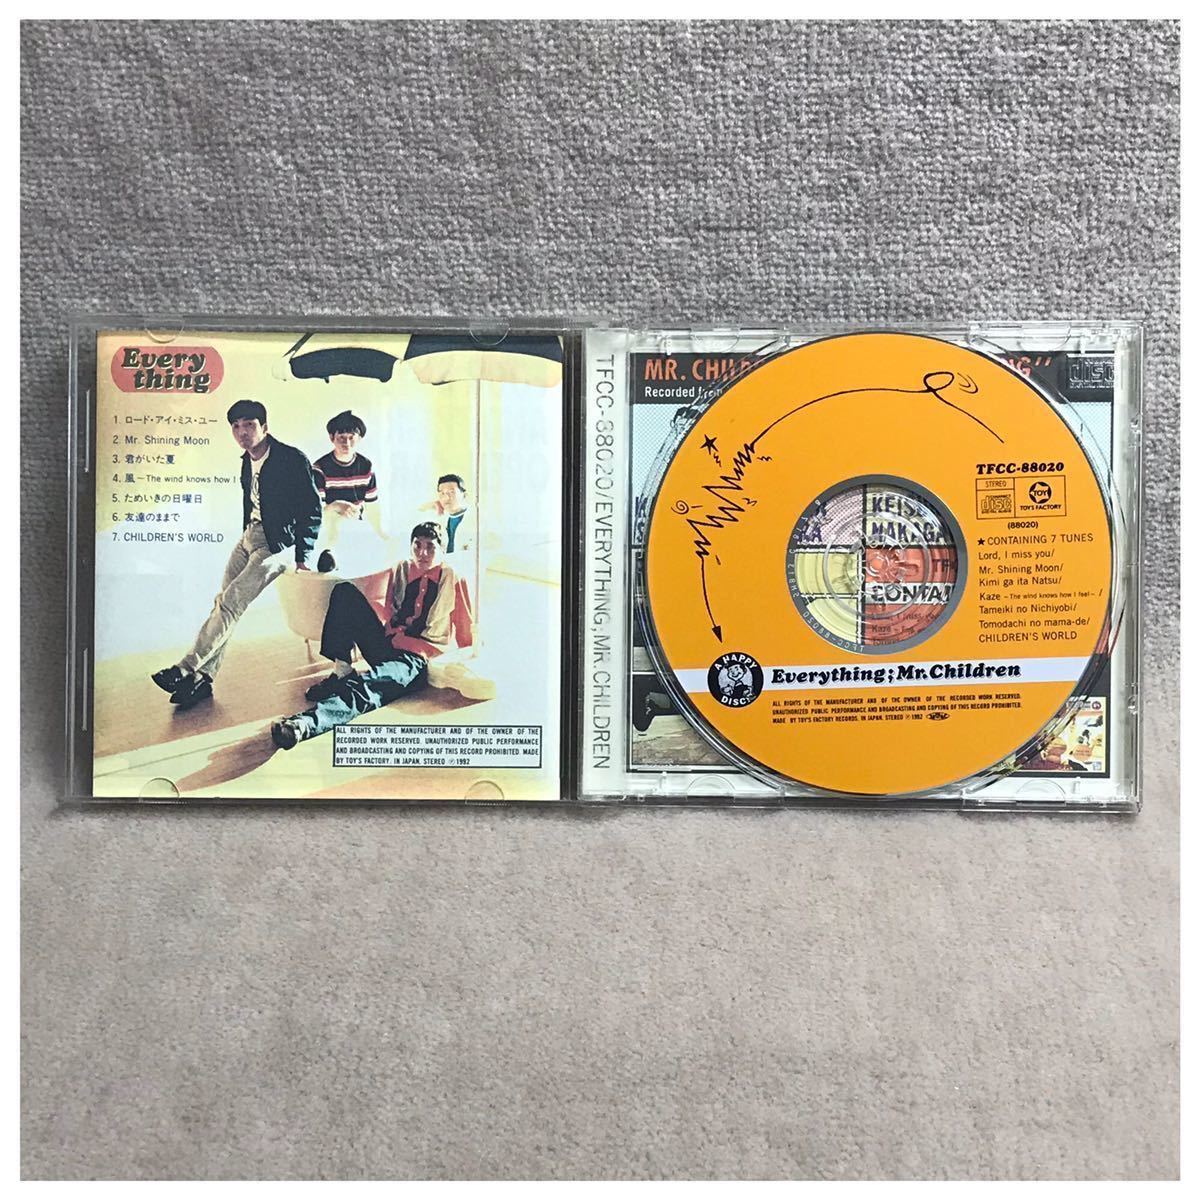 Every
thing
1. ロード・アイ・ミス・ユー
2. Mr. Shining Moon
3. 君がいた夏
4. 風〜The wind knows how I
5. ためいきの日曜日
6. 友達のままで
7. CHILDREN'S WORLD
ALL RIGHTS OF THE MANUFACTURER AND OF THE OWNER OF THE
RECORDED WORK RESERVED. UNAUTHORIZED PUBLIC PERFORMANCE
AND BROADCASTING AND COPYING OF THIS RECORD PROHIBITED. MADE
BY TOY'S FACTORY. IN JAPAN. STEREO ℗1992
TFCC-88020/EVERYTHING; MR. CHILDREN
MR. CHILD
NG"
Recorded
DISC
TFCC-88020
STEREO
COMPACT
DISC
DIGITAL AUDIO
TOY
TOYS FACTORY
(88020)
★CONTAINING 7 TUNES
Lord, I miss you/
Mr. Shining Moon/
Kimi ga ita Natsu/
Kaze ~The wind knows how I feel~/
Tameiki no Nichiyobi/
Tomodachi no mama-de/
CHILDREN'S WORLD
KEISU
NAKAGA
CONTA
A HAPPY
DISC!
Everything; Mr. Children
ALL RIGHTS OF THE MANUFACTURER AND OF THE OWNER OF THE RECORDED WORK RESERVED.
UNAUTHORIZED PUBLIC PERFORMANCE AND BROADCASTING AND COPYING OF THIS RECORD PROHIBITED.
MADE BY TOY'S FACTORY RECORDS. IN JAPAN. STEREO ℗1992